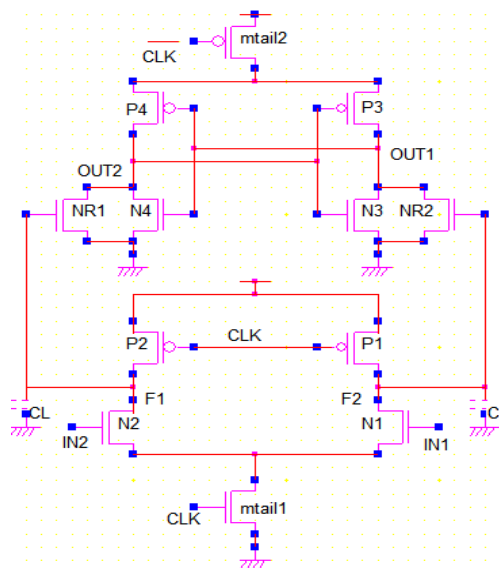 mtail2
CLK
P4
P3
OUT2
OUT1
NR1
N4
N3
NR2
P2
CLK
P1
F1
F2
CL
C
N2
N1
IN2
IN1
CLK
mtail1